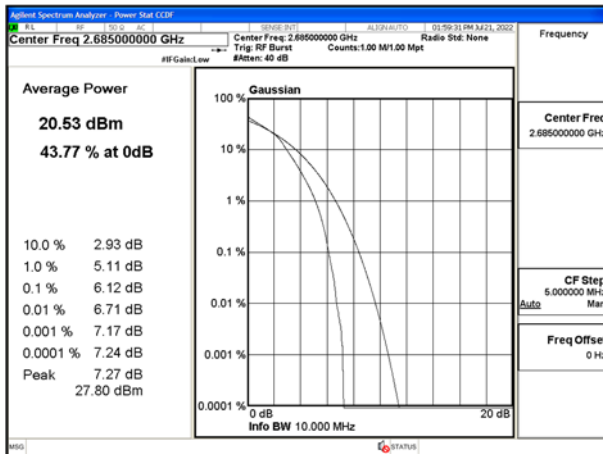 Agilent Spectrum Analyzer - Power Stat CCDF
RL RF 50 Ω AC SENSE:INT ALIGN AUTO 01:59:31 PM Jul 21, 2022
Center Freq 2.685000000 GHz
Center Freq: 2.685000000 GHz Radio Std: None
Trig: RF Burst Counts:1.00 M/1.00 Mpt
#IFGain:Low #Atten: 40 dB
Frequency
Average Power
20.53 dBm
43.77 % at 0dB
10.0 % 2.93 dB
1.0 % 5.11 dB
0.1 % 6.12 dB
0.01 % 6.71 dB
0.001 % 7.17 dB
0.0001 % 7.24 dB
Peak 7.27 dB
27.80 dBm
Gaussian
100 %
10 %
1 %
0.1 %
0.01 %
0.001 %
0.0001 %
0 dB 20 dB
Info BW 10.000 MHz
Center Freq
2.685000000 GHz
CF Step
5.000000 MHz
Auto Man
Freq Offset
0 Hz
MSG STATUS